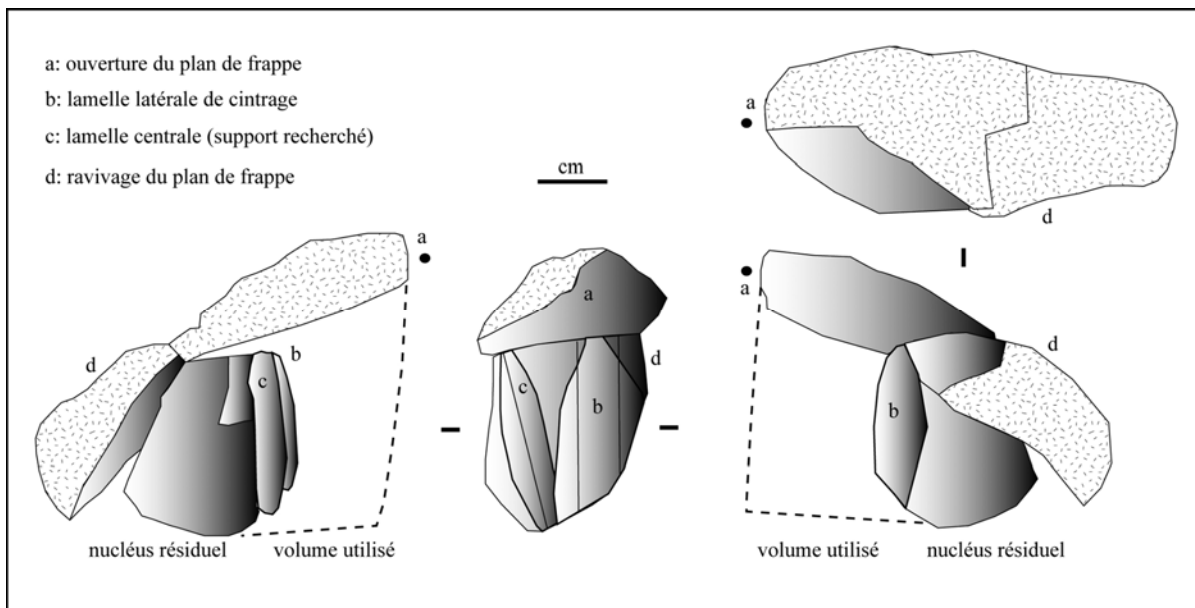 a: ouverture du plan de frappe
b: lamelle latérale de cintrage
c: lamelle centrale (support recherché)
d: ravivage du plan de frappe
cm
a
d
a
b
d
c
nucléus résiduel
volume utilisé
a
d
c
b
a
d
b
volume utilisé
nucléus résiduel